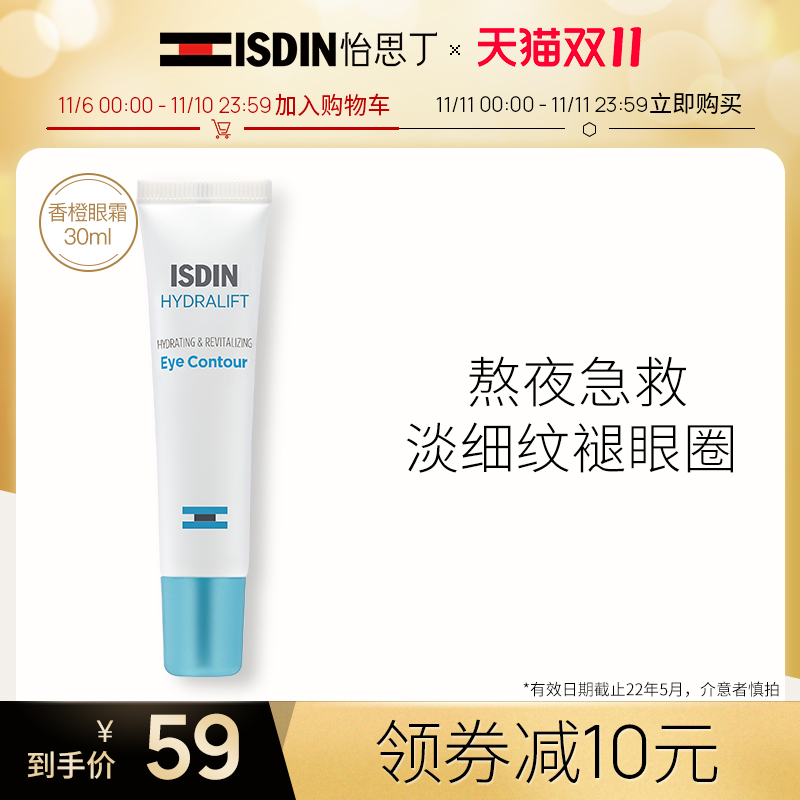 ISDIN怡思丁 × 天猫双11
11/6 00:00 - 11/10 23:59 加入购物车
11/11 00:00 - 11/11 23:59 立即购买
香橙眼霜
30ml
ISDIN
HYDRALIFT
HYDRATING & REVITALIZING
Eye Contour
熬夜急救
淡细纹褪眼圈
*有效日期截止22年5月，介意者慎拍
到手价 ¥59
领券减10元